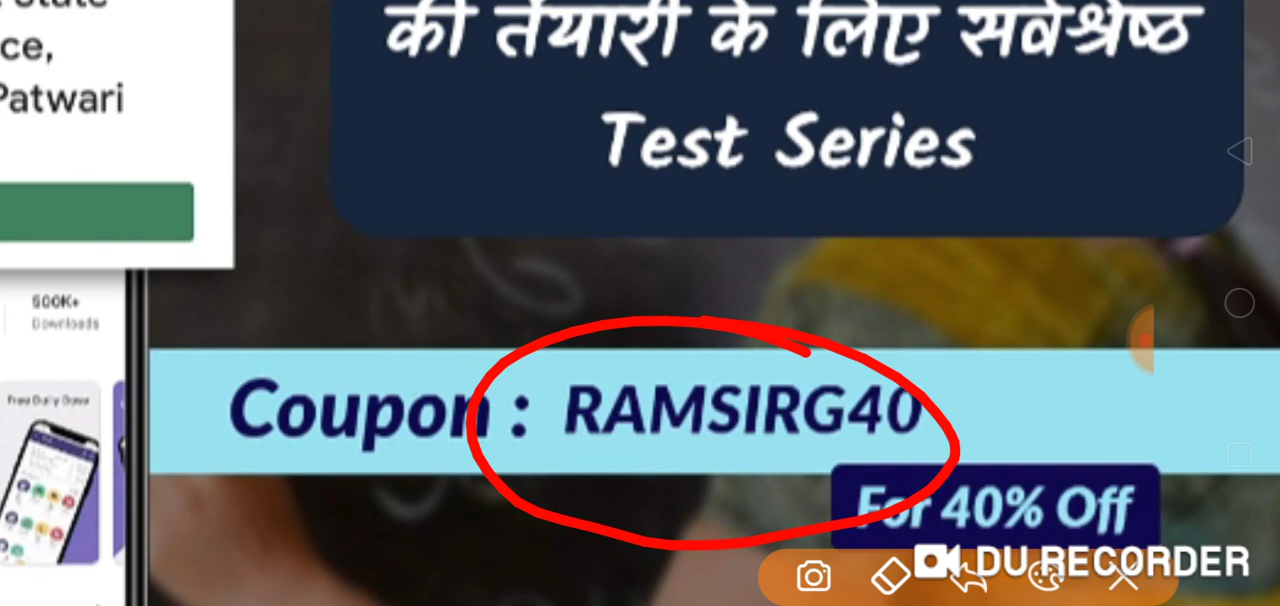 ce,
Patwari
की तैयारी के लिए सर्वश्रेष्ठ
Test Series
500K+
Downloads
Free Daily Dose
Coupon : RAMSIRG40
For 40% Off
DU RECORDER